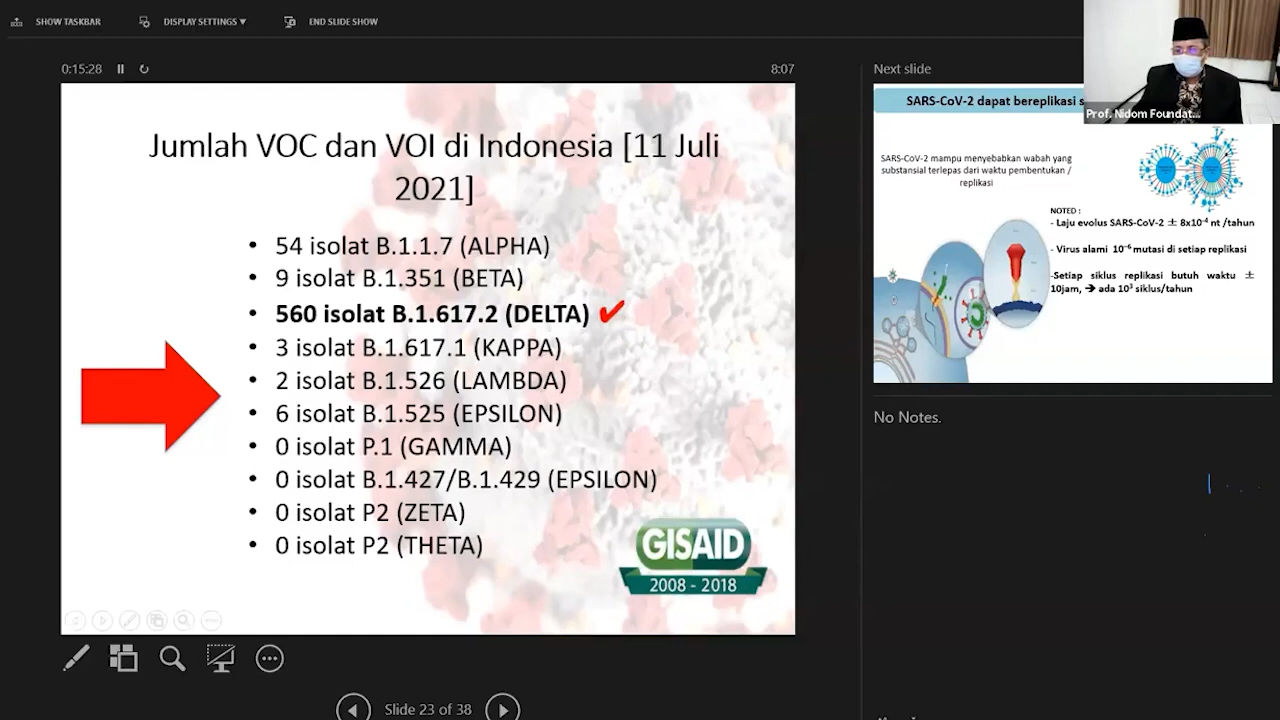 SHOW TASKBAR
DISPLAY SETTINGS ▼
END SLIDE SHOW
0:15:28
8:07
Jumlah VOC dan VOI di Indonesia [11 Juli
2021]
• 54 isolat B.1.1.7 (ALPHA)
• 9 isolat B.1.351 (BETA)
• 560 isolat B.1.617.2 (DELTA) ✔
• 3 isolat B.1.617.1 (KAPPA)
• 2 isolat B.1.526 (LAMBDA)
• 6 isolat B.1.525 (EPSILON)
• 0 isolat P.1 (GAMMA)
• 0 isolat B.1.427/B.1.429 (EPSILON)
• 0 isolat P2 (ZETA)
• 0 isolat P2 (THETA)
GISAID
2008 - 2018
Slide 23 of 38
Next slide
Prof. Nidom Foundat...
SARS-CoV-2 dapat bereplikasi s
SARS-CoV-2 mampu menyebabkan wabah yang
substansial terlepas dari waktu pembentukan /
replikasi
NOTED :
- Laju evolus SARS-CoV-2 ± 8x10⁻⁴ nt /tahun
- Virus alami 10⁻⁶ mutasi di setiap replikasi
-Setiap siklus replikasi butuh waktu ±
10jam, → ada 10³ siklus/tahun
No Notes.